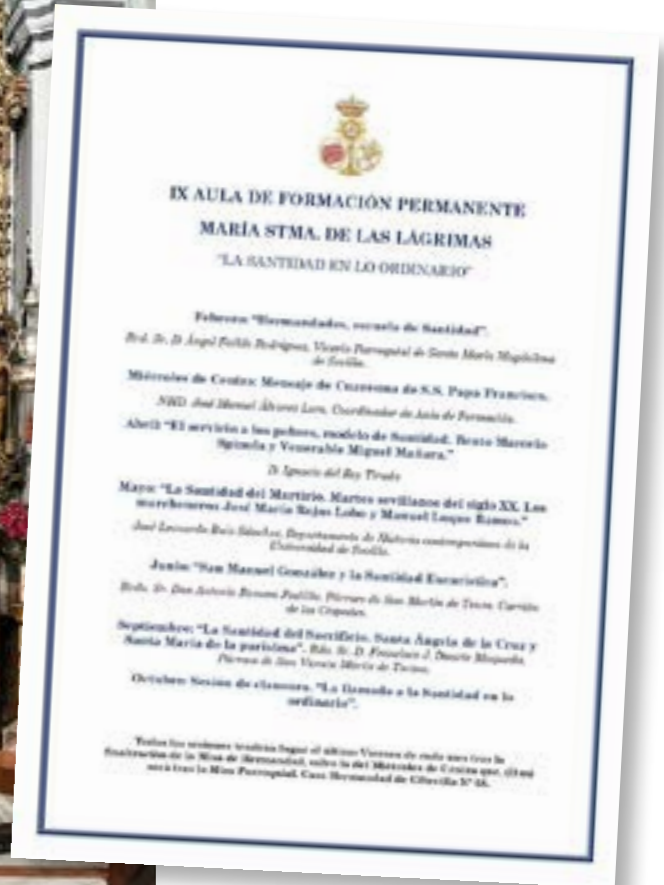 IX AULA DE FORMACIÓN PERMANENTE
MARÍA STMA. DE LAS LÁGRIMAS
"LA SANTIDAD EN LO ORDINARIO"
Febrero: "Hermandades, escuela de Santidad".
Rvd. Sr. D. Ángel Rodríguez, Vicario Parroquial de Santa María Magdalena
de Sevilla.
Miércoles de Ceniza: Mensaje de Cuaresma de S.S. Papa Francisco.
NHD. José Manuel Álvarez Lara, Coordinador de Aula de Formación.
Abril: "El servicio a los pobres, modelo de Santidad. Beato Marcelo
Spínola y Venerable Miguel Mañara."
D. Ignacio del Rey Tirado
Mayo: "La Santidad del Martirio. sevillanos del siglo XX. Los
marcheneros José María Rojas Lobo y Manuel Luque Ramos."
José Leonardo Ruiz Sánchez. Departamento de Historia contemporánea de la
Universidad de Sevilla.
Junio: "San Manuel González y la Santidad Eucarística".
Sr. Don Antonio Romero Padilla. Párroco de San Martín de Tours. Carrión
de los Céspedes.
Septiembre: "La Santidad del Sacrificio. Santa Ángela de la Cruz y
Santa María de la purísima". Rdo. Sr. D. Francisco J.
Párroco de San Vicente Mártir de Tocina.
Octubre: Sesión de clausura. "La llamada a la Santidad en lo
ordinario".
Todas las sesiones tendrán lugar el último Viernes de cada mes tras la
finalización de la Misa de Hermandad, salvo la del Miércoles de Ceniza que
será tras la Misa Parroquial. Casa Hermandad de Nº